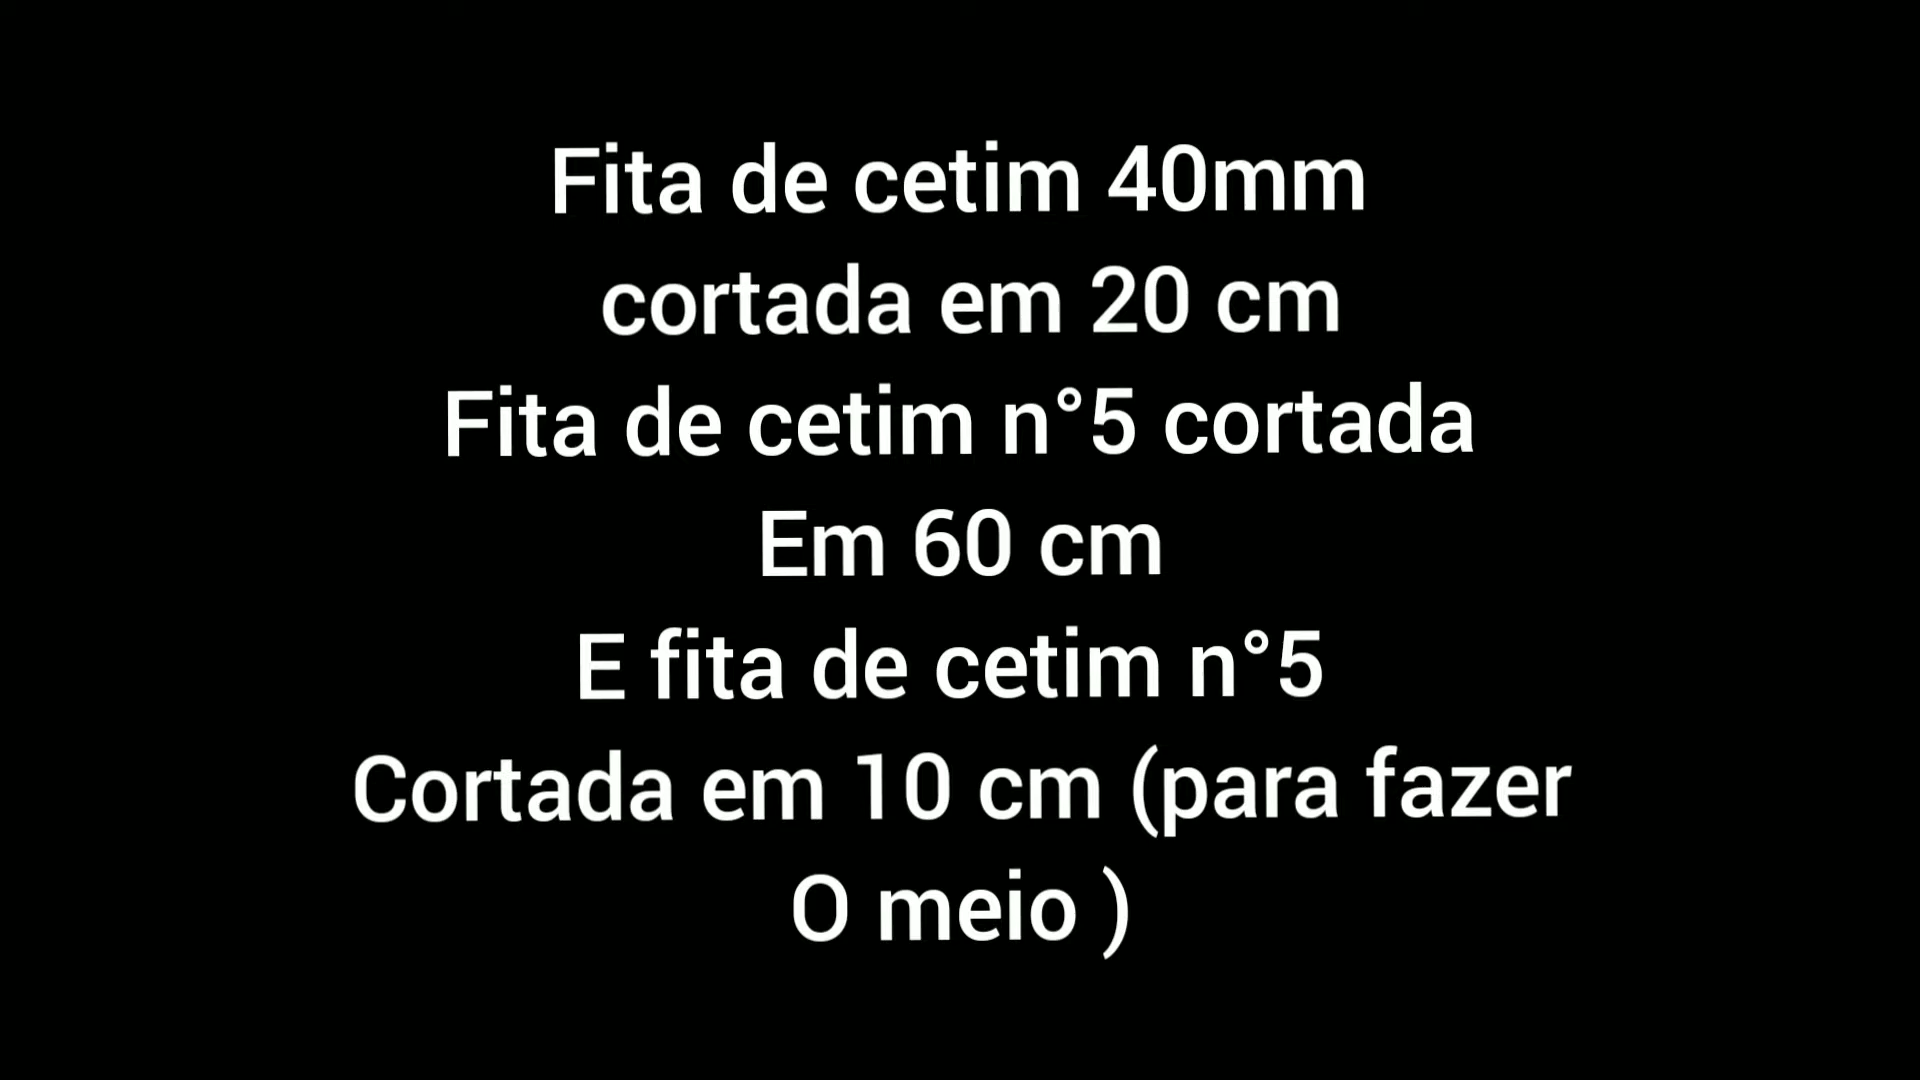 Fita de cetim 40mm
cortada em 20 cm
Fita de cetim n°5 cortada
Em 60 cm
E fita de cetim n°5
Cortada em 10 cm (para fazer
O meio )